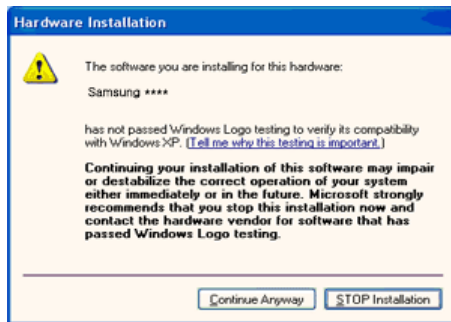 Hardware Installation
The software you are installing for this hardware:
Samsung ****
has not passed Windows Logo testing to verify its compatibility
with Windows XP. (Tell me why this testing is important.)
Continuing your installation of this software may impair
or destabilize the correct operation of your system
either immediately or in the future. Microsoft strongly
recommends that you stop this installation now and
contact the hardware vendor for software that has
passed Windows Logo testing.
Continue Anyway
STOP Installation